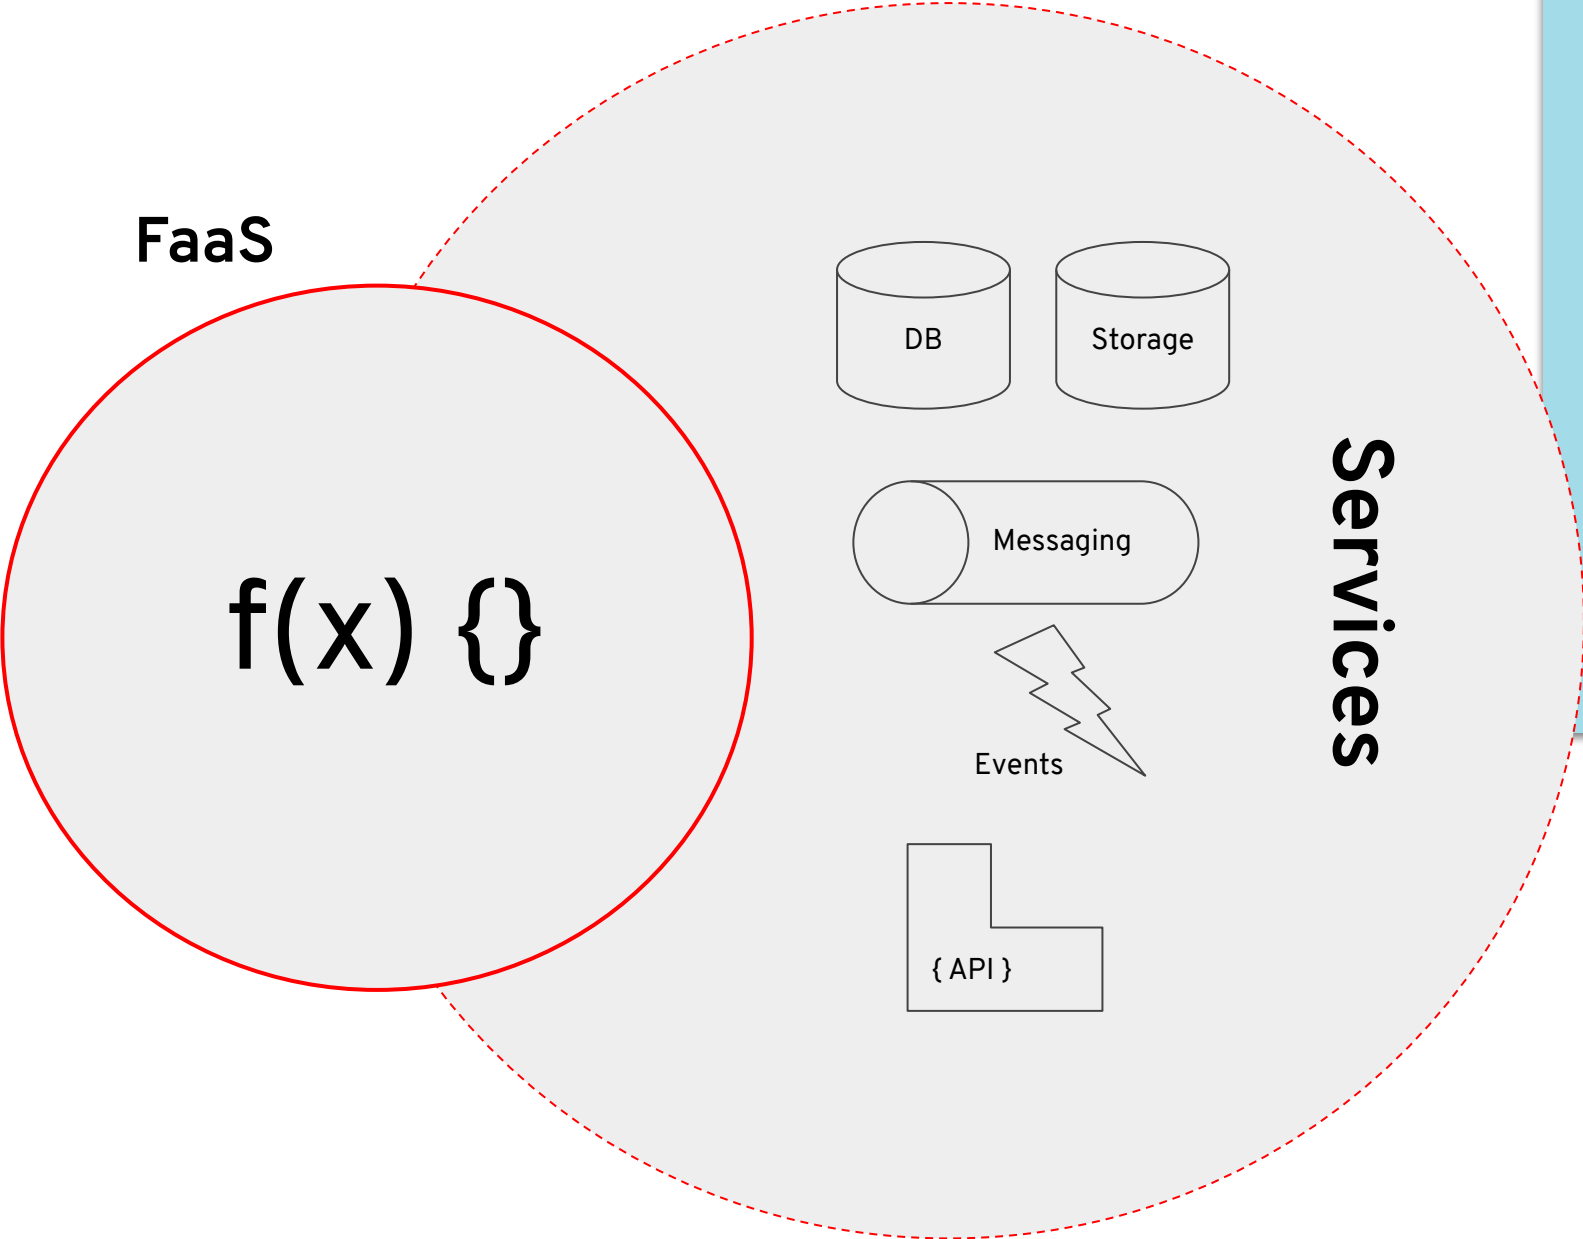 FaaS
f(x) {}
DB
Storage
Messaging
Events
{ API }
Services